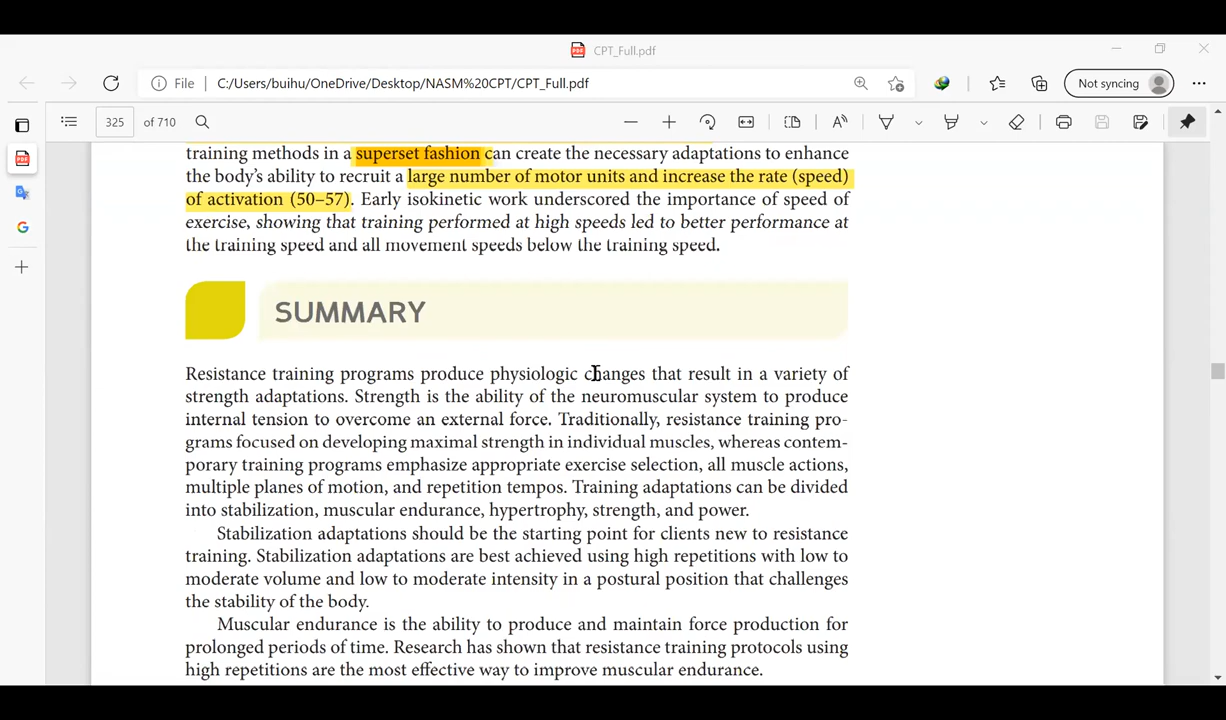 CPT_Full.pdf
File C:/Users/buihu/OneDrive/Desktop/NASM%20CPT/CPT_Full.pdf Not syncing
325 of 710
training methods in a superset fashion can create the necessary adaptations to enhance
the body's ability to recruit a large number of motor units and increase the rate (speed)
of activation (50–57). Early isokinetic work underscored the importance of speed of
exercise, showing that training performed at high speeds led to better performance at
the training speed and all movement speeds below the training speed.
SUMMARY
Resistance training programs produce physiologic changes that result in a variety of
strength adaptations. Strength is the ability of the neuromuscular system to produce
internal tension to overcome an external force. Traditionally, resistance training pro-
grams focused on developing maximal strength in individual muscles, whereas contem-
porary training programs emphasize appropriate exercise selection, all muscle actions,
multiple planes of motion, and repetition tempos. Training adaptations can be divided
into stabilization, muscular endurance, hypertrophy, strength, and power.
Stabilization adaptations should be the starting point for clients new to resistance
training. Stabilization adaptations are best achieved using high repetitions with low to
moderate volume and low to moderate intensity in a postural position that challenges
the stability of the body.
Muscular endurance is the ability to produce and maintain force production for
prolonged periods of time. Research has shown that resistance training protocols using
high repetitions are the most effective way to improve muscular endurance.